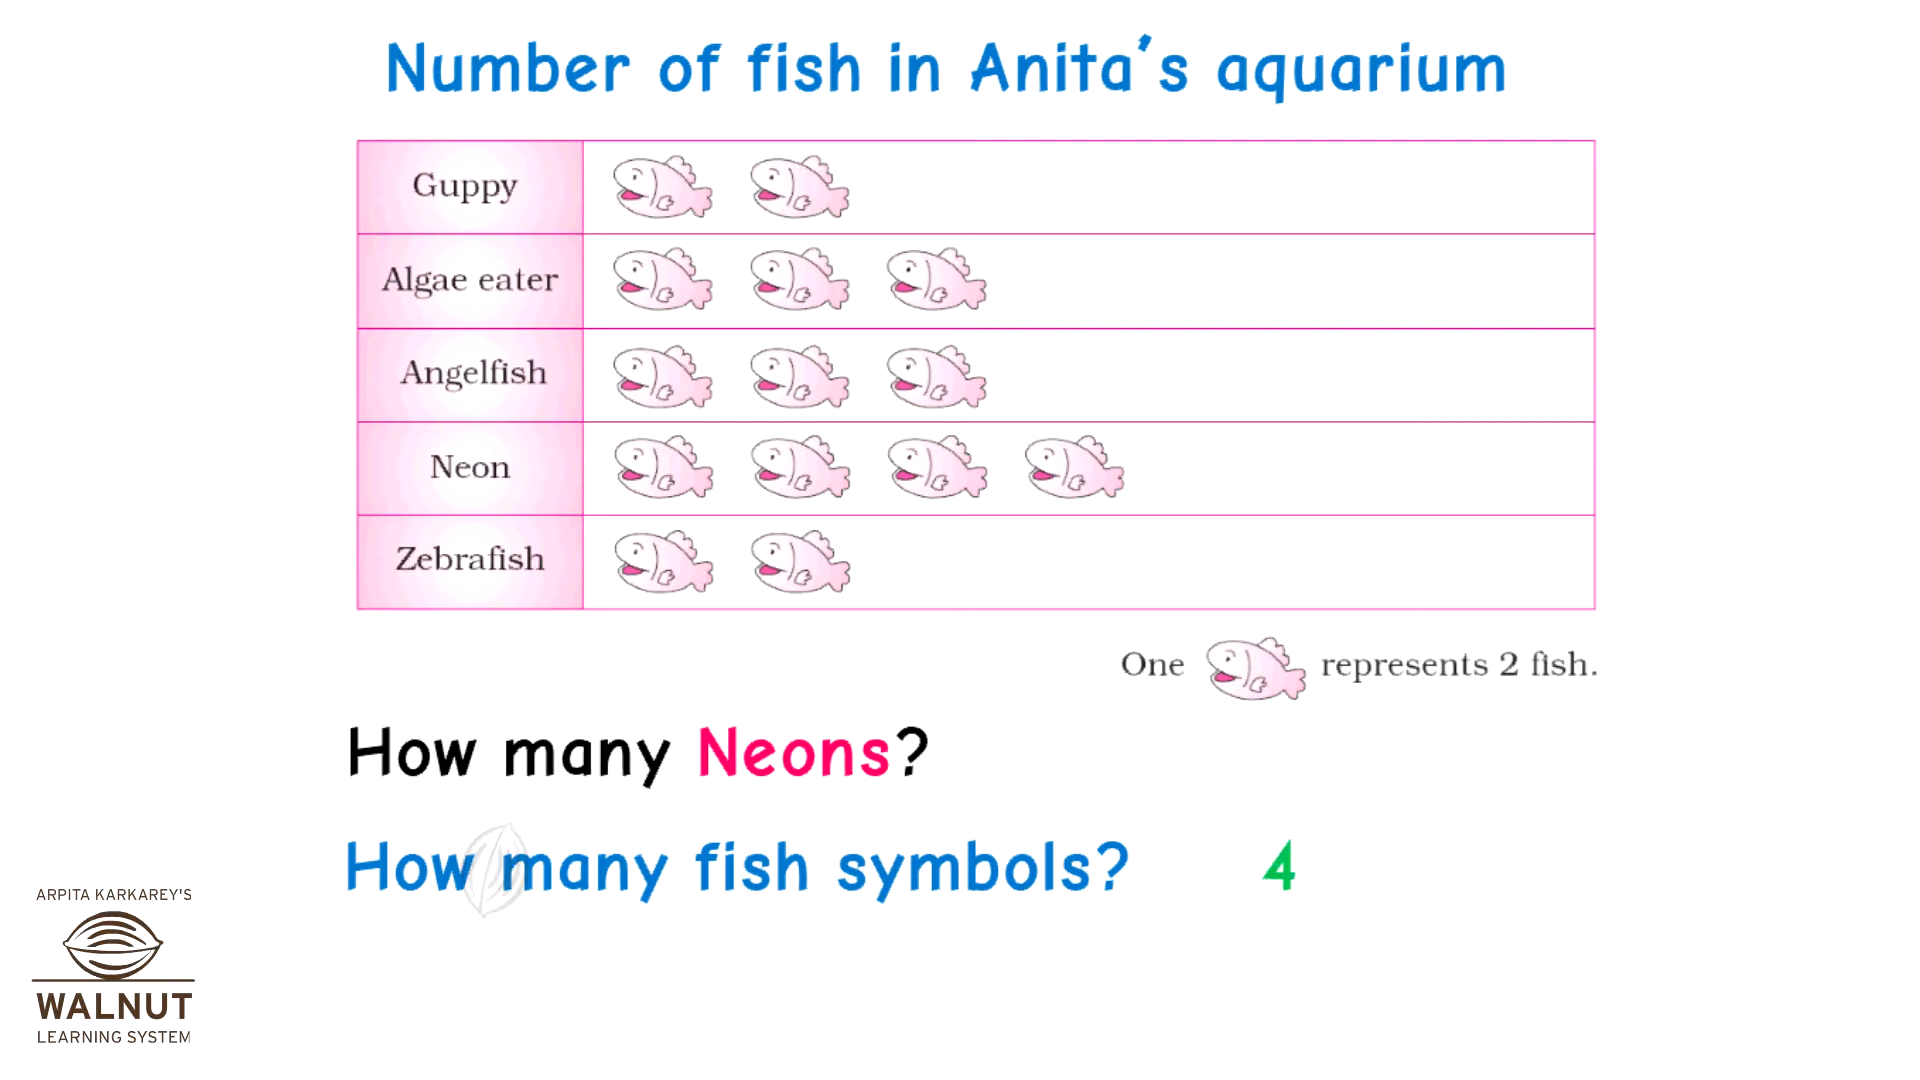 Number of fish in Anita's aquarium
Guppy
Algae eater
Angelfish
Neon
Zebrafish
One represents 2 fish.
How many Neons?
How many fish symbols? 4
ARPITA KARKAREY'S
WALNUT
LEARNING SYSTEM